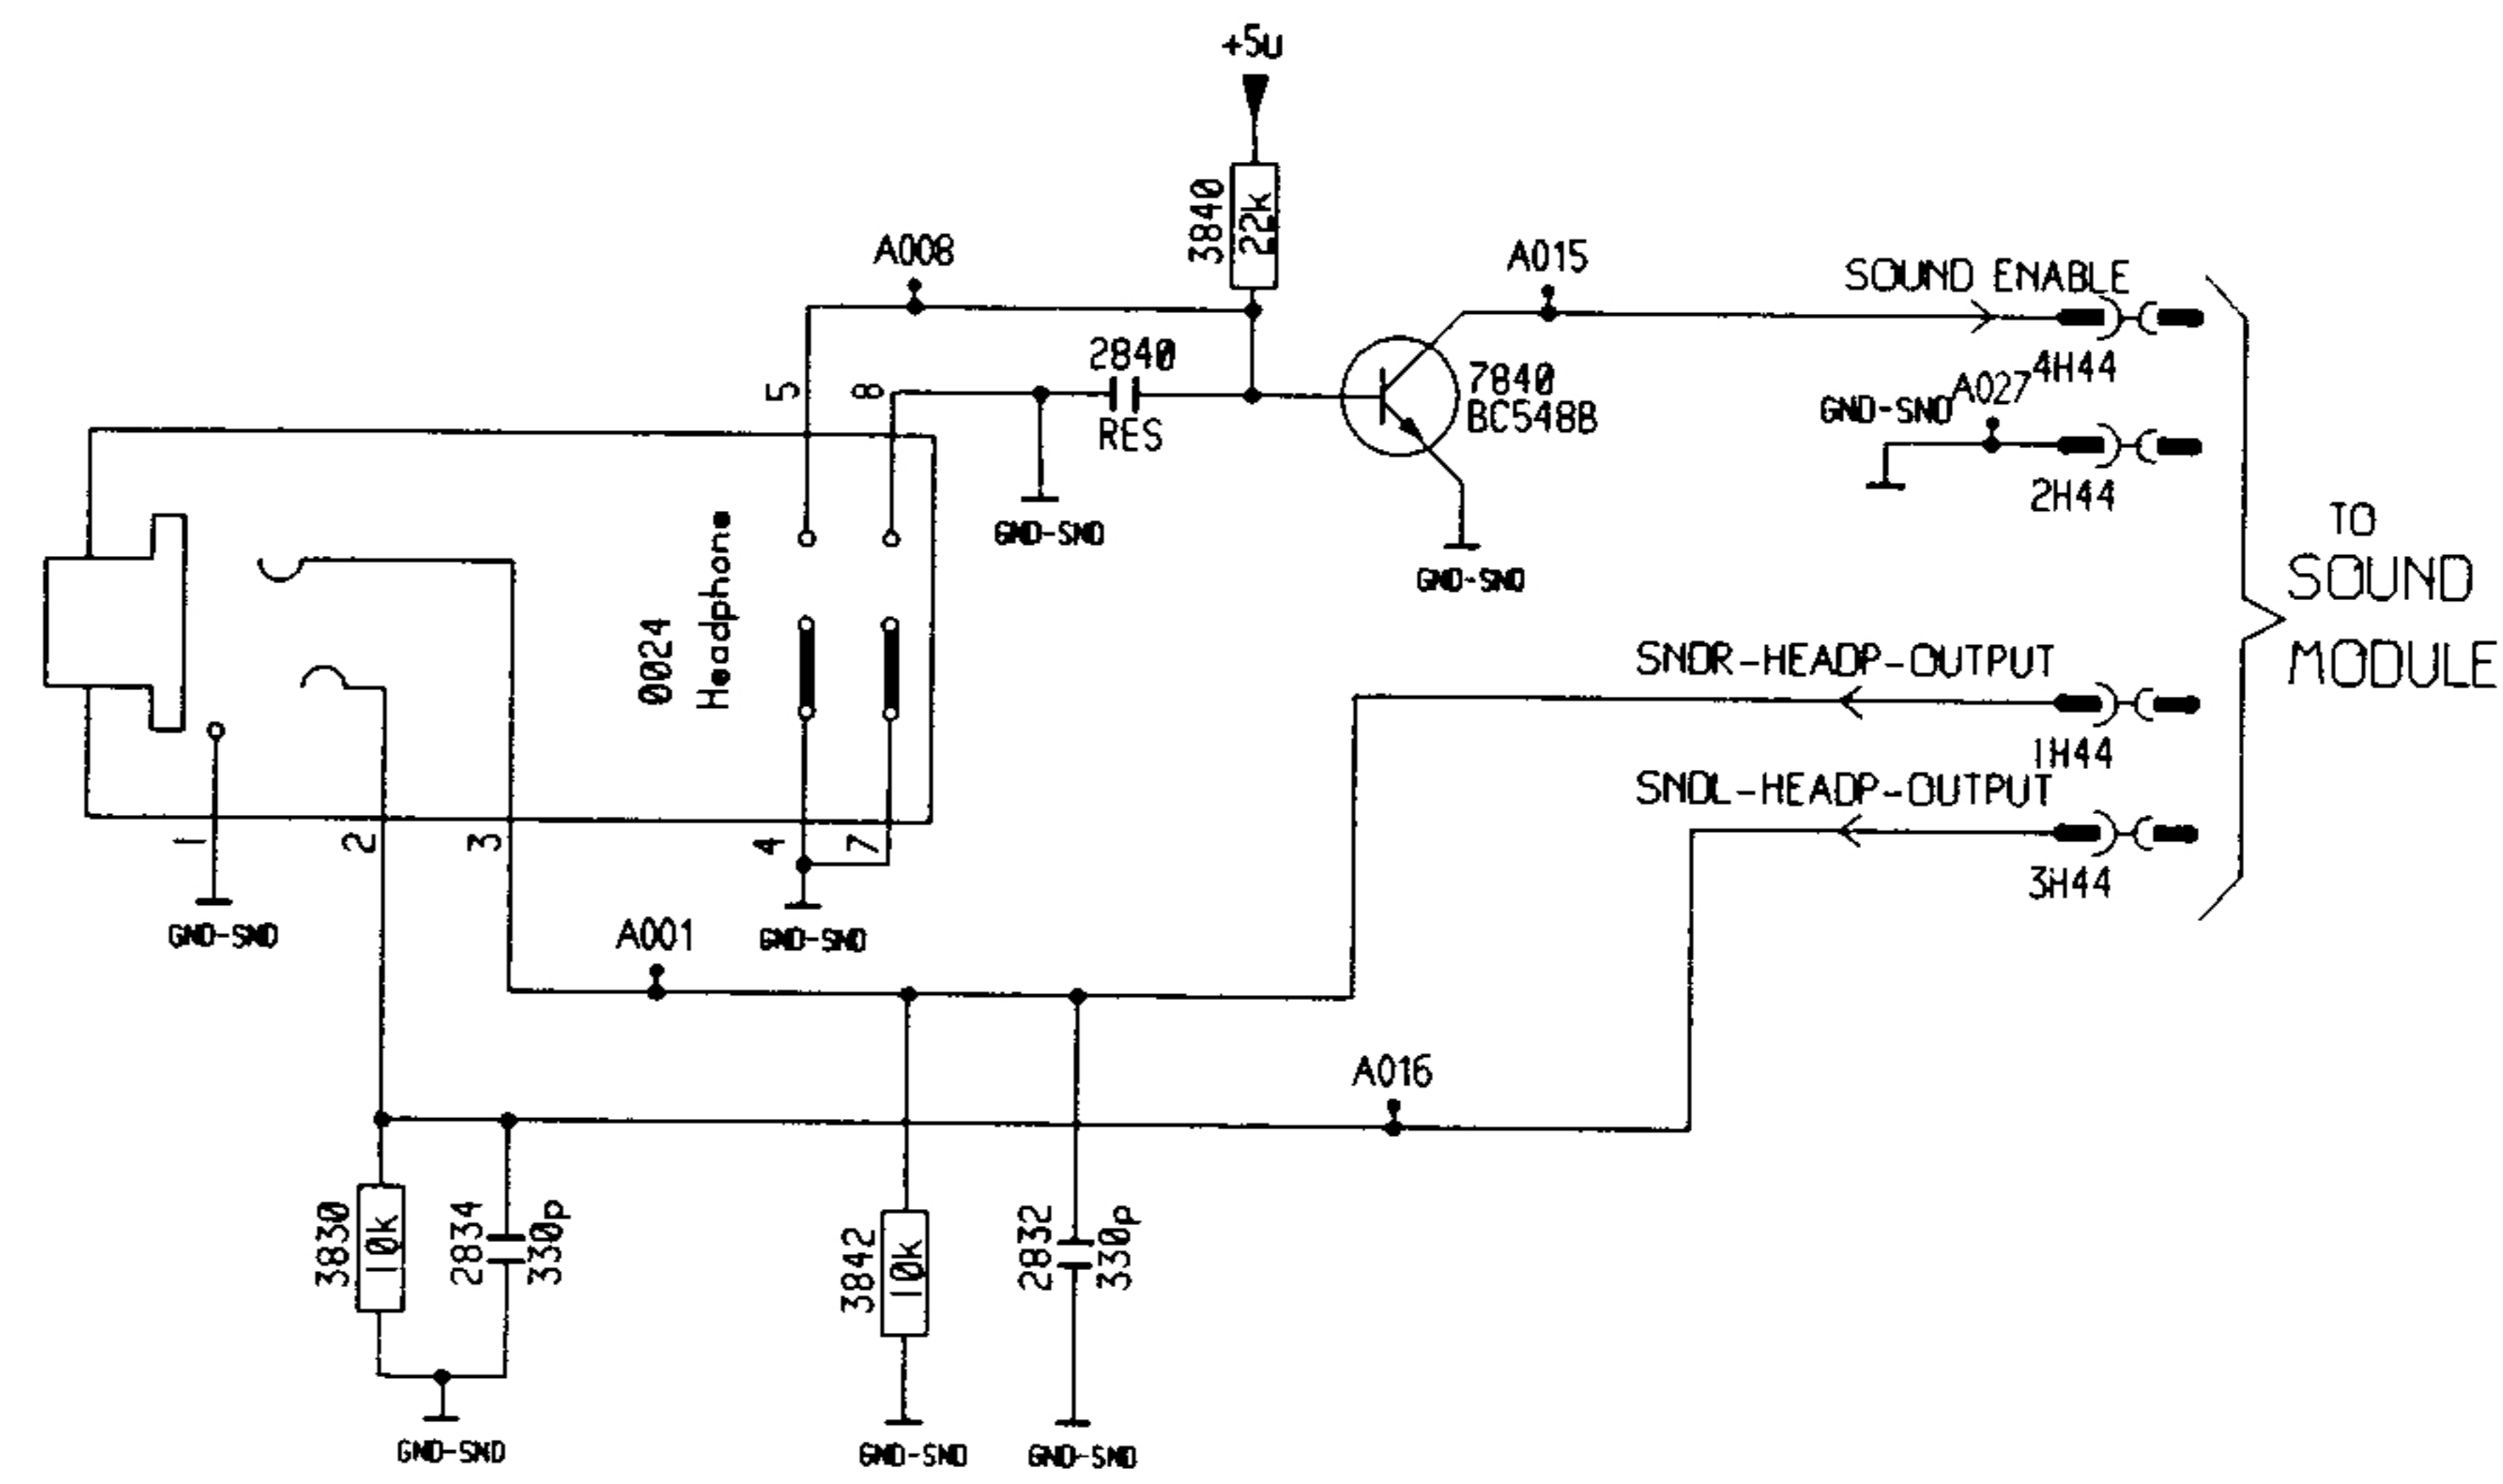 +5U
3840
22k
A008
A015
SOUND ENABLE
2840
RES
5
8
7840
BC548B
4H44
GND-SND
A027
2H44
GND-SND
GND-SND
TO
SOUND
MODULE
0024
Headphone
SNDR-HEADP-OUTPUT
1H44
SNDL-HEADP-OUTPUT
3H44
1
2
3
4
7
GND-SND
A001
GND-SND
A016
3830
10k
2834
330p
3842
10k
2832
330p
GND-SND
GND-SND
GND-SND